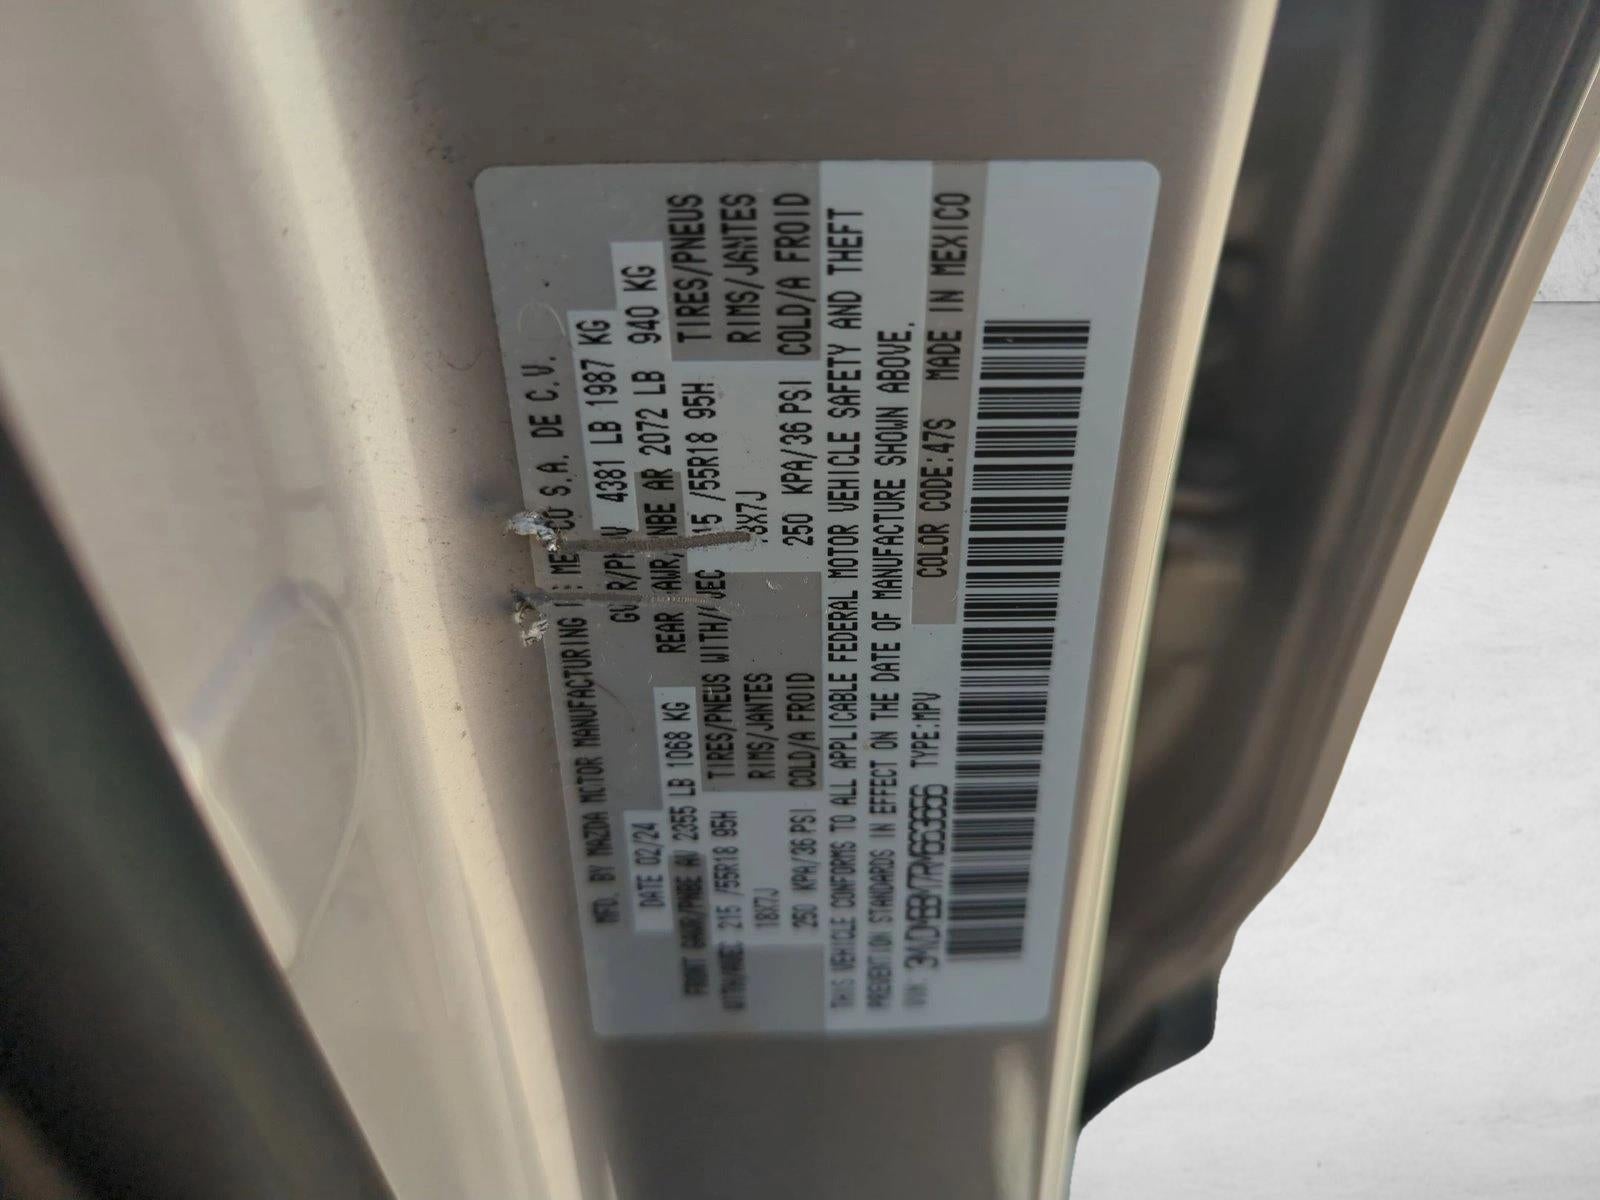 MFD. BY MAZDA MOTOR MANUFACTURING DE MEXICO S.A. DE C.V.
DATE 02/24 GVWR/PNBV 4381 LB 1987 KG
FRONT GAWR/PNBE AV 2355 LB 1068 KG REAR GAWR/PNBE AR 2072 LB 940 KG
WITH/AVEC 215 /55R18 95H TIRES/PNEUS WITH/AVEC 215 /55R18 95H TIRES/PNEUS
18X7J RIMS/JANTES 18X7J RIMS/JANTES
250 KPA/36 PSI COLD/A FROID 250 KPA/36 PSI COLD/A FROID
THIS VEHICLE CONFORMS TO ALL APPLICABLE FEDERAL MOTOR VEHICLE SAFETY AND THEFT
PREVENTION STANDARDS IN EFFECT ON THE DATE OF MANUFACTURE SHOWN ABOVE.
VIN: TYPE:MPV COLOR CODE:47S MADE IN MEXICO